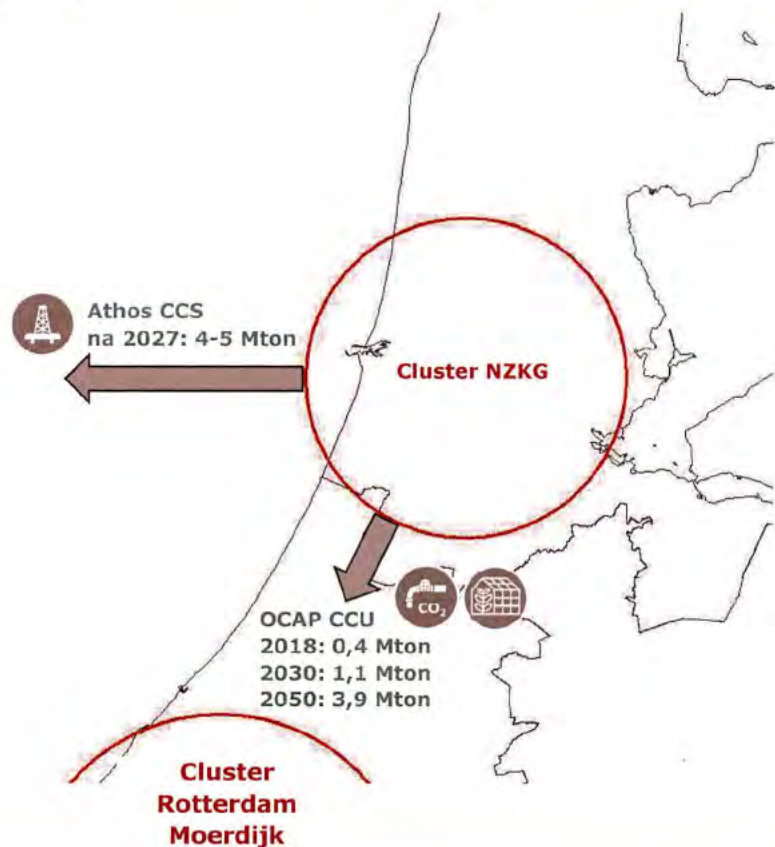 Athos CCS
na 2027: 4-5 Mton
Cluster NZKG
CO₂
OCAP CCU
2018: 0,4 Mton
2030: 1,1 Mton
2050: 3,9 Mton
Cluster
Rotterdam
Moerdijk